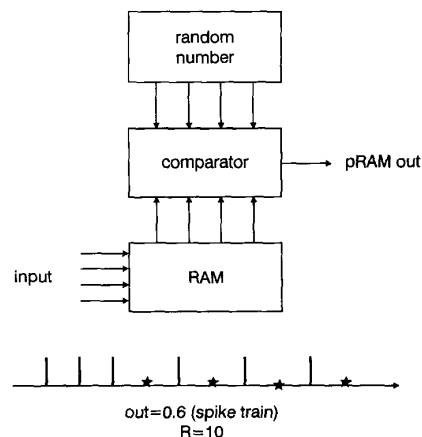 random
number
comparator
pRAM out
input
RAM
out=0.6 (spike train)
R=10